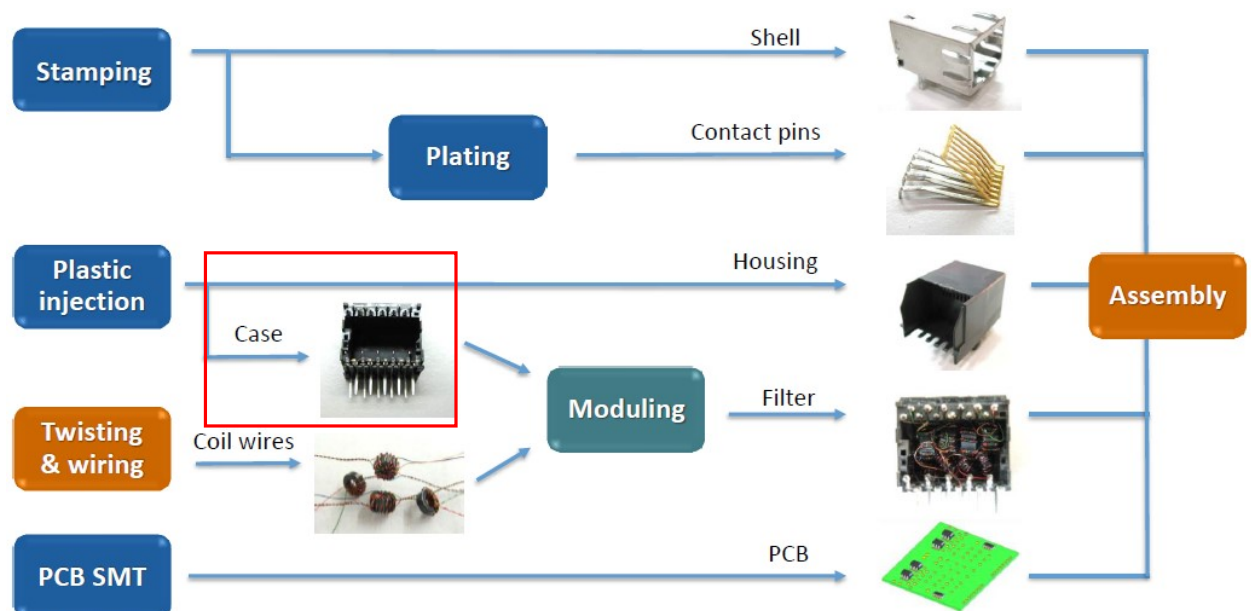 Stamping
Shell
Plating
Contact pins
Plastic
injection
Housing
Case
Assembly
Twisting
& wiring
Coil wires
Moduling
Filter
PCB SMT
PCB